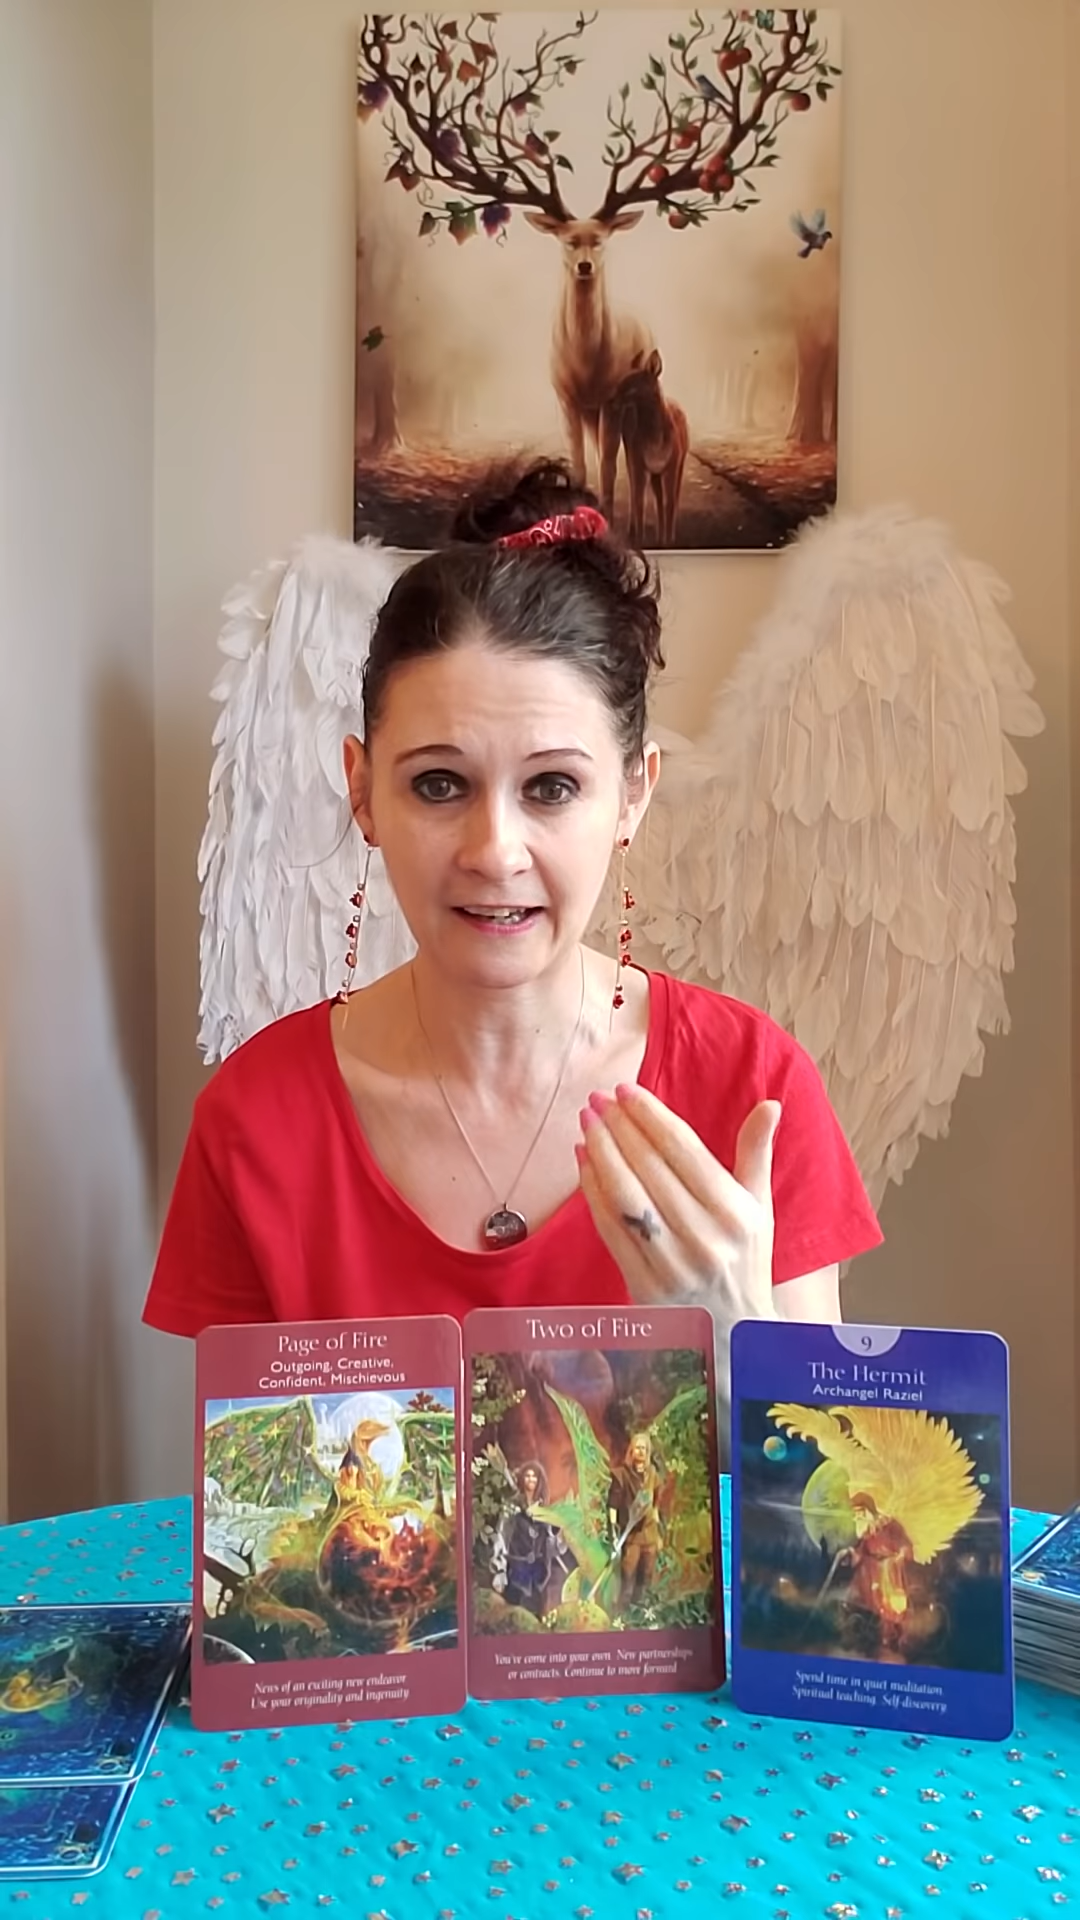 Page of Fire
Outgoing, Creative,
Confident, Mischievous
News of an exciting new endeavor
Use your originality and ingenuity
Two of Fire
You've come into your own. New partnerships
or contracts. Continue to move forward
9
The Hermit
Archangel Raziel
Spend time in quiet meditation
Spiritual teaching. Self-discovery